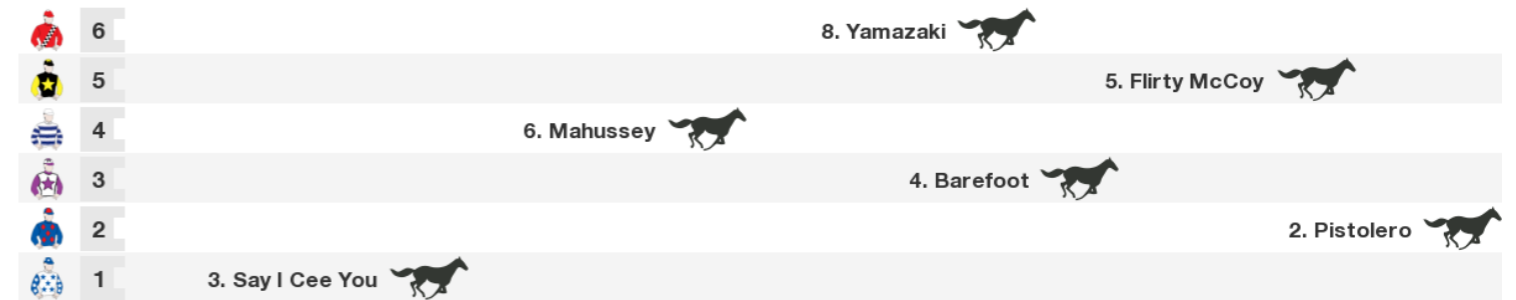 6 8. Yamazaki
5 5. Flirty McCoy
4 6. Mahussey
3 4. Barefoot
2 2. Pistolero
1 3. Say I Cee You